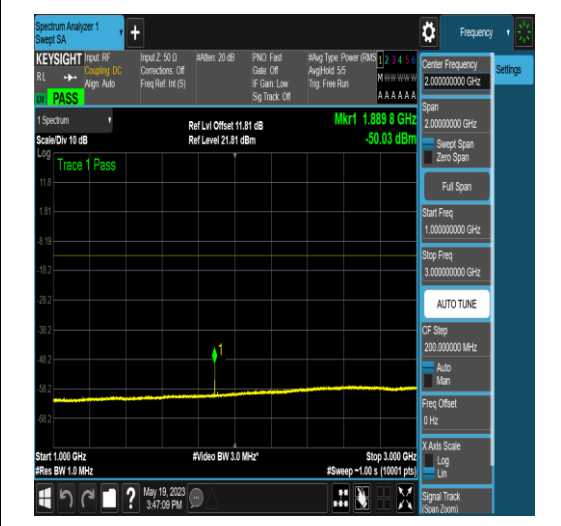 Spectrum Analyzer 1
Swept SA
+
Frequency
KEYSIGHT
RL
PASS
Input: RF
Coupling: DC
Align: Auto
Input Z: 50 Ω
Corrections: Off
Freq Ref: Int (S)
#Atten: 20 dB
PNO: Fast
Gate: Off
IF Gain: Low
Sig Track: Off
#Avg Type: Power (RMS
Avg|Hold: 5/5
Trig: Free Run
1 2 3 4 5 6
M W W W W W
A A A A A A
Center Frequency
2.000000000 GHz
Settings
Span
2.00000000 GHz
Swept Span
Zero Span
Full Span
Start Freq
1.000000000 GHz
Stop Freq
3.000000000 GHz
AUTO TUNE
CF Step
200.000000 MHz
Auto
Man
Freq Offset
0 Hz
X Axis Scale
Log
Lin
Signal Track
(Span Zoom)
1 Spectrum
Scale/Div 10 dB
Ref Lvl Offset 11.81 dB
Ref Level 21.81 dBm
Mkr1 1.889 8 GHz
-50.03 dBm
Log
Trace 1 Pass
11.8
1.81
-8.19
-18.2
-28.2
-38.2
-48.2
-58.2
-68.2
1
Start 1.000 GHz
#Res BW 1.0 MHz
#Video BW 3.0 MHz*
Stop 3.000 GHz
#Sweep ~1.00 s (10001 pts)
?
May 19, 2023
3:47:09 PM